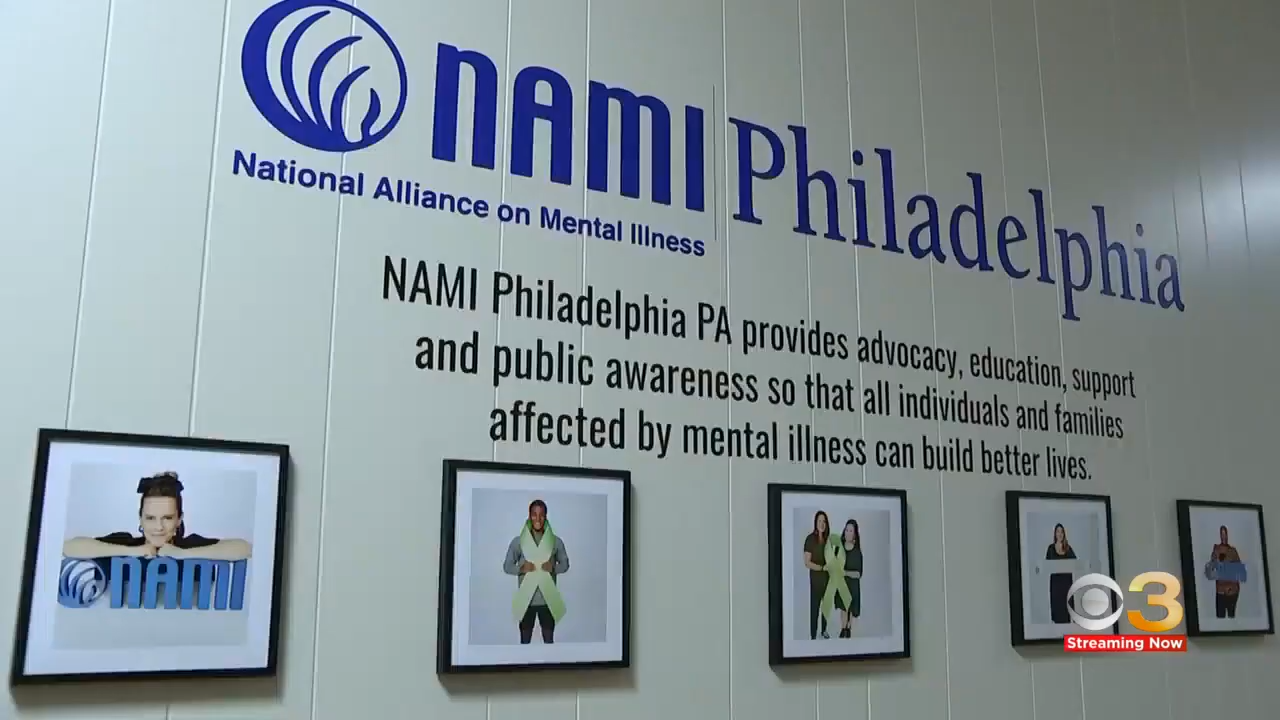 NAMI Philadelphia
National Alliance on Mental Illness
NAMI Philadelphia PA provides advocacy, education, support
and public awareness so that all individuals and families
affected by mental illness can build better lives.
NAMI
3
Streaming Now